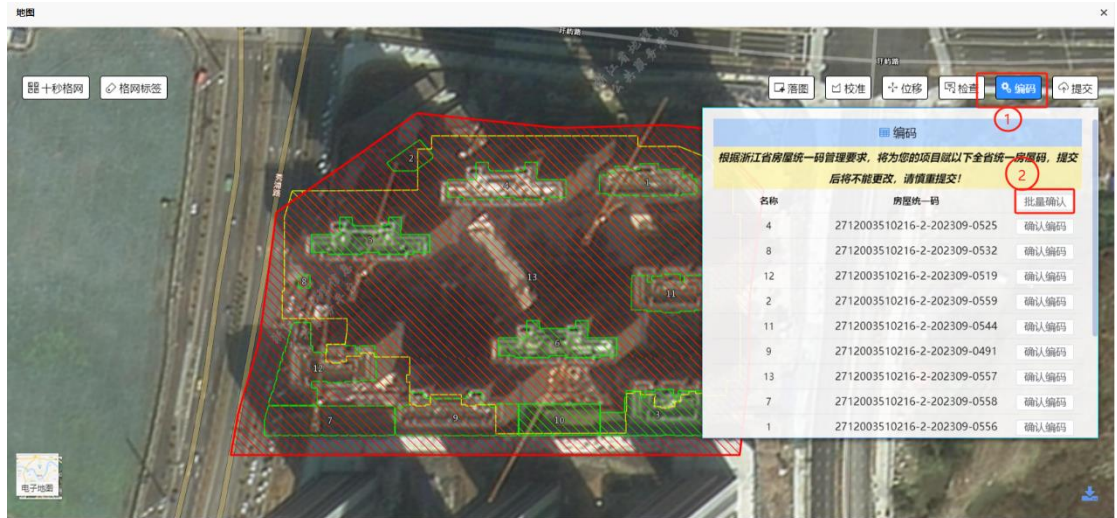 地图
×
叶屿路
叶屿路
十秒格网
格网标签
落图
校准
位移
检查
编码
提交
1
编码
根据浙江省房屋统一码管理要求，将为您的项目赋以下全省统一房屋码，提交
后将不能更改，请慎重提交！
2
名称
房屋统一码
批量确认
4 2712003510216-2-202309-0525 确认编码
8 2712003510216-2-202309-0532 确认编码
12 2712003510216-2-202309-0519 确认编码
2 2712003510216-2-202309-0559 确认编码
11 2712003510216-2-202309-0544 确认编码
9 2712003510216-2-202309-0491 确认编码
13 2712003510216-2-202309-0557 确认编码
7 2712003510216-2-202309-0558 确认编码
1 2712003510216-2-202309-0556 确认编码
2
4
5
8
13
11
6
12
7
9
10
电子地图